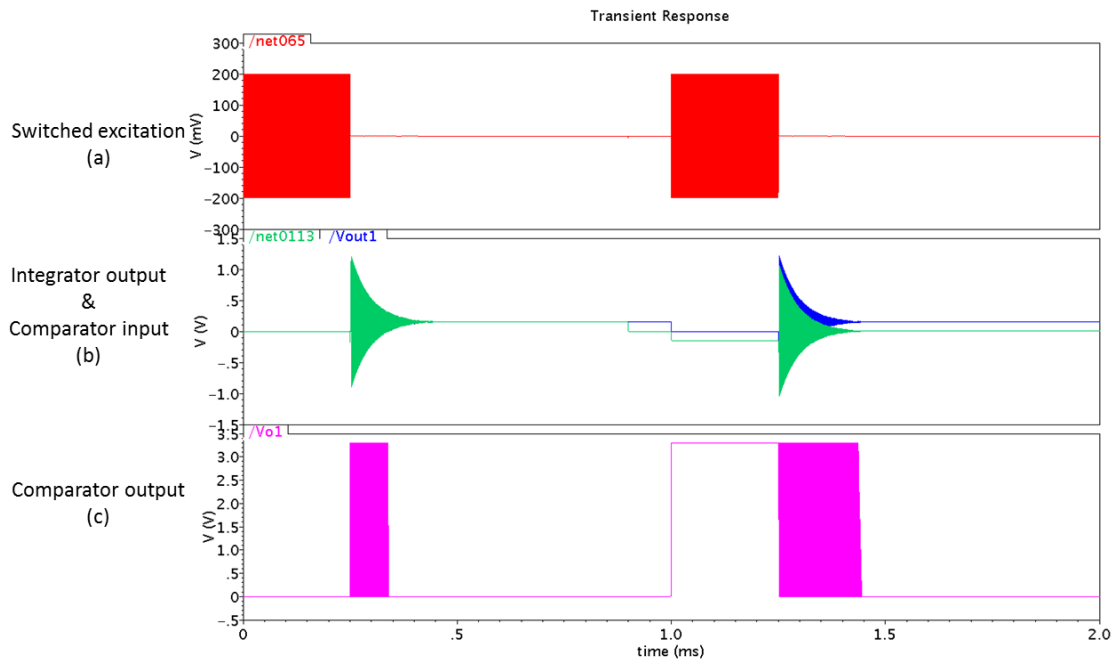 Transient Response
/net065
300
200
100
0
-100
-200
-300
V (mV)
Switched excitation
(a)
/net0113 /Vout1
1.5
1.0
.5
0
-.5
-1.0
-1.5
V (V)
Integrator output
&
Comparator input
(b)
/Vo1
3.5
3.0
2.5
2.0
1.5
1.0
.5
0
-.5
V (V)
Comparator output
(c)
0 .5 1.0 1.5 2.0
time (ms)